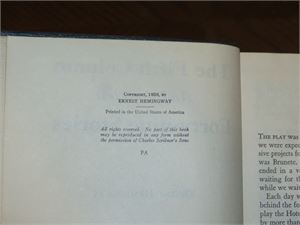 COPYRIGHT, 1938, BY
ERNEST HEMINGWAY
Printed in the United States of America
All rights reserved. No part of this book
may be reproduced in any form without
the permission of Charles Scribner's Sons
THE PLAY WAS
we were expec
sive projects fo
was Brunete,
ended in a v
waiting for th
while we wai
Each day w
behind the fo
play the Hote
by more than